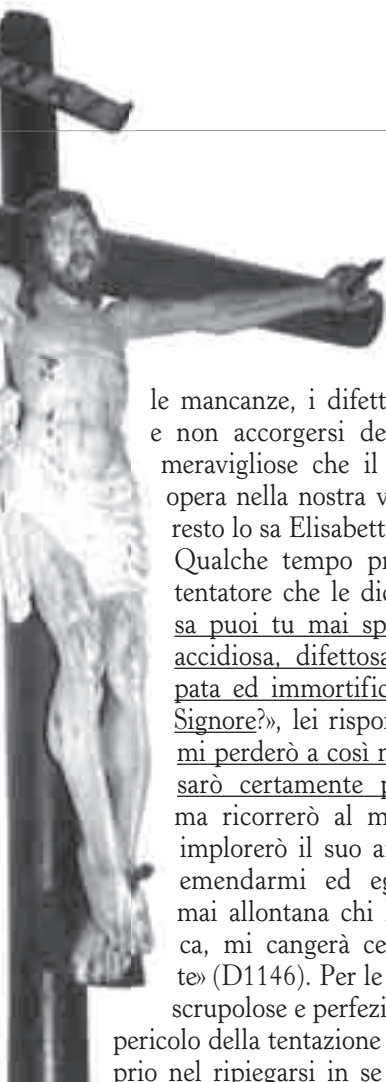 le mancanze, i difett
e non accorgersi de
meravigliose che il
opera nella nostra v
resto lo sa Elisabett
Qualche tempo pr
tentatore che le dic
sa puoi tu mai sp
accidiosa, difettosa
pata ed immortific
Signore?», lei rispon
mi perderò a così n
sarò certamente p
ma ricorrerò al m
implorerò il suo ai
emendarmi ed eg
mai allontana chi l
ca, mi cangerà ce
te» (D1146). Per le
scrupolose e perfezi
pericolo della tentazione
prio nel ripiegarsi in se